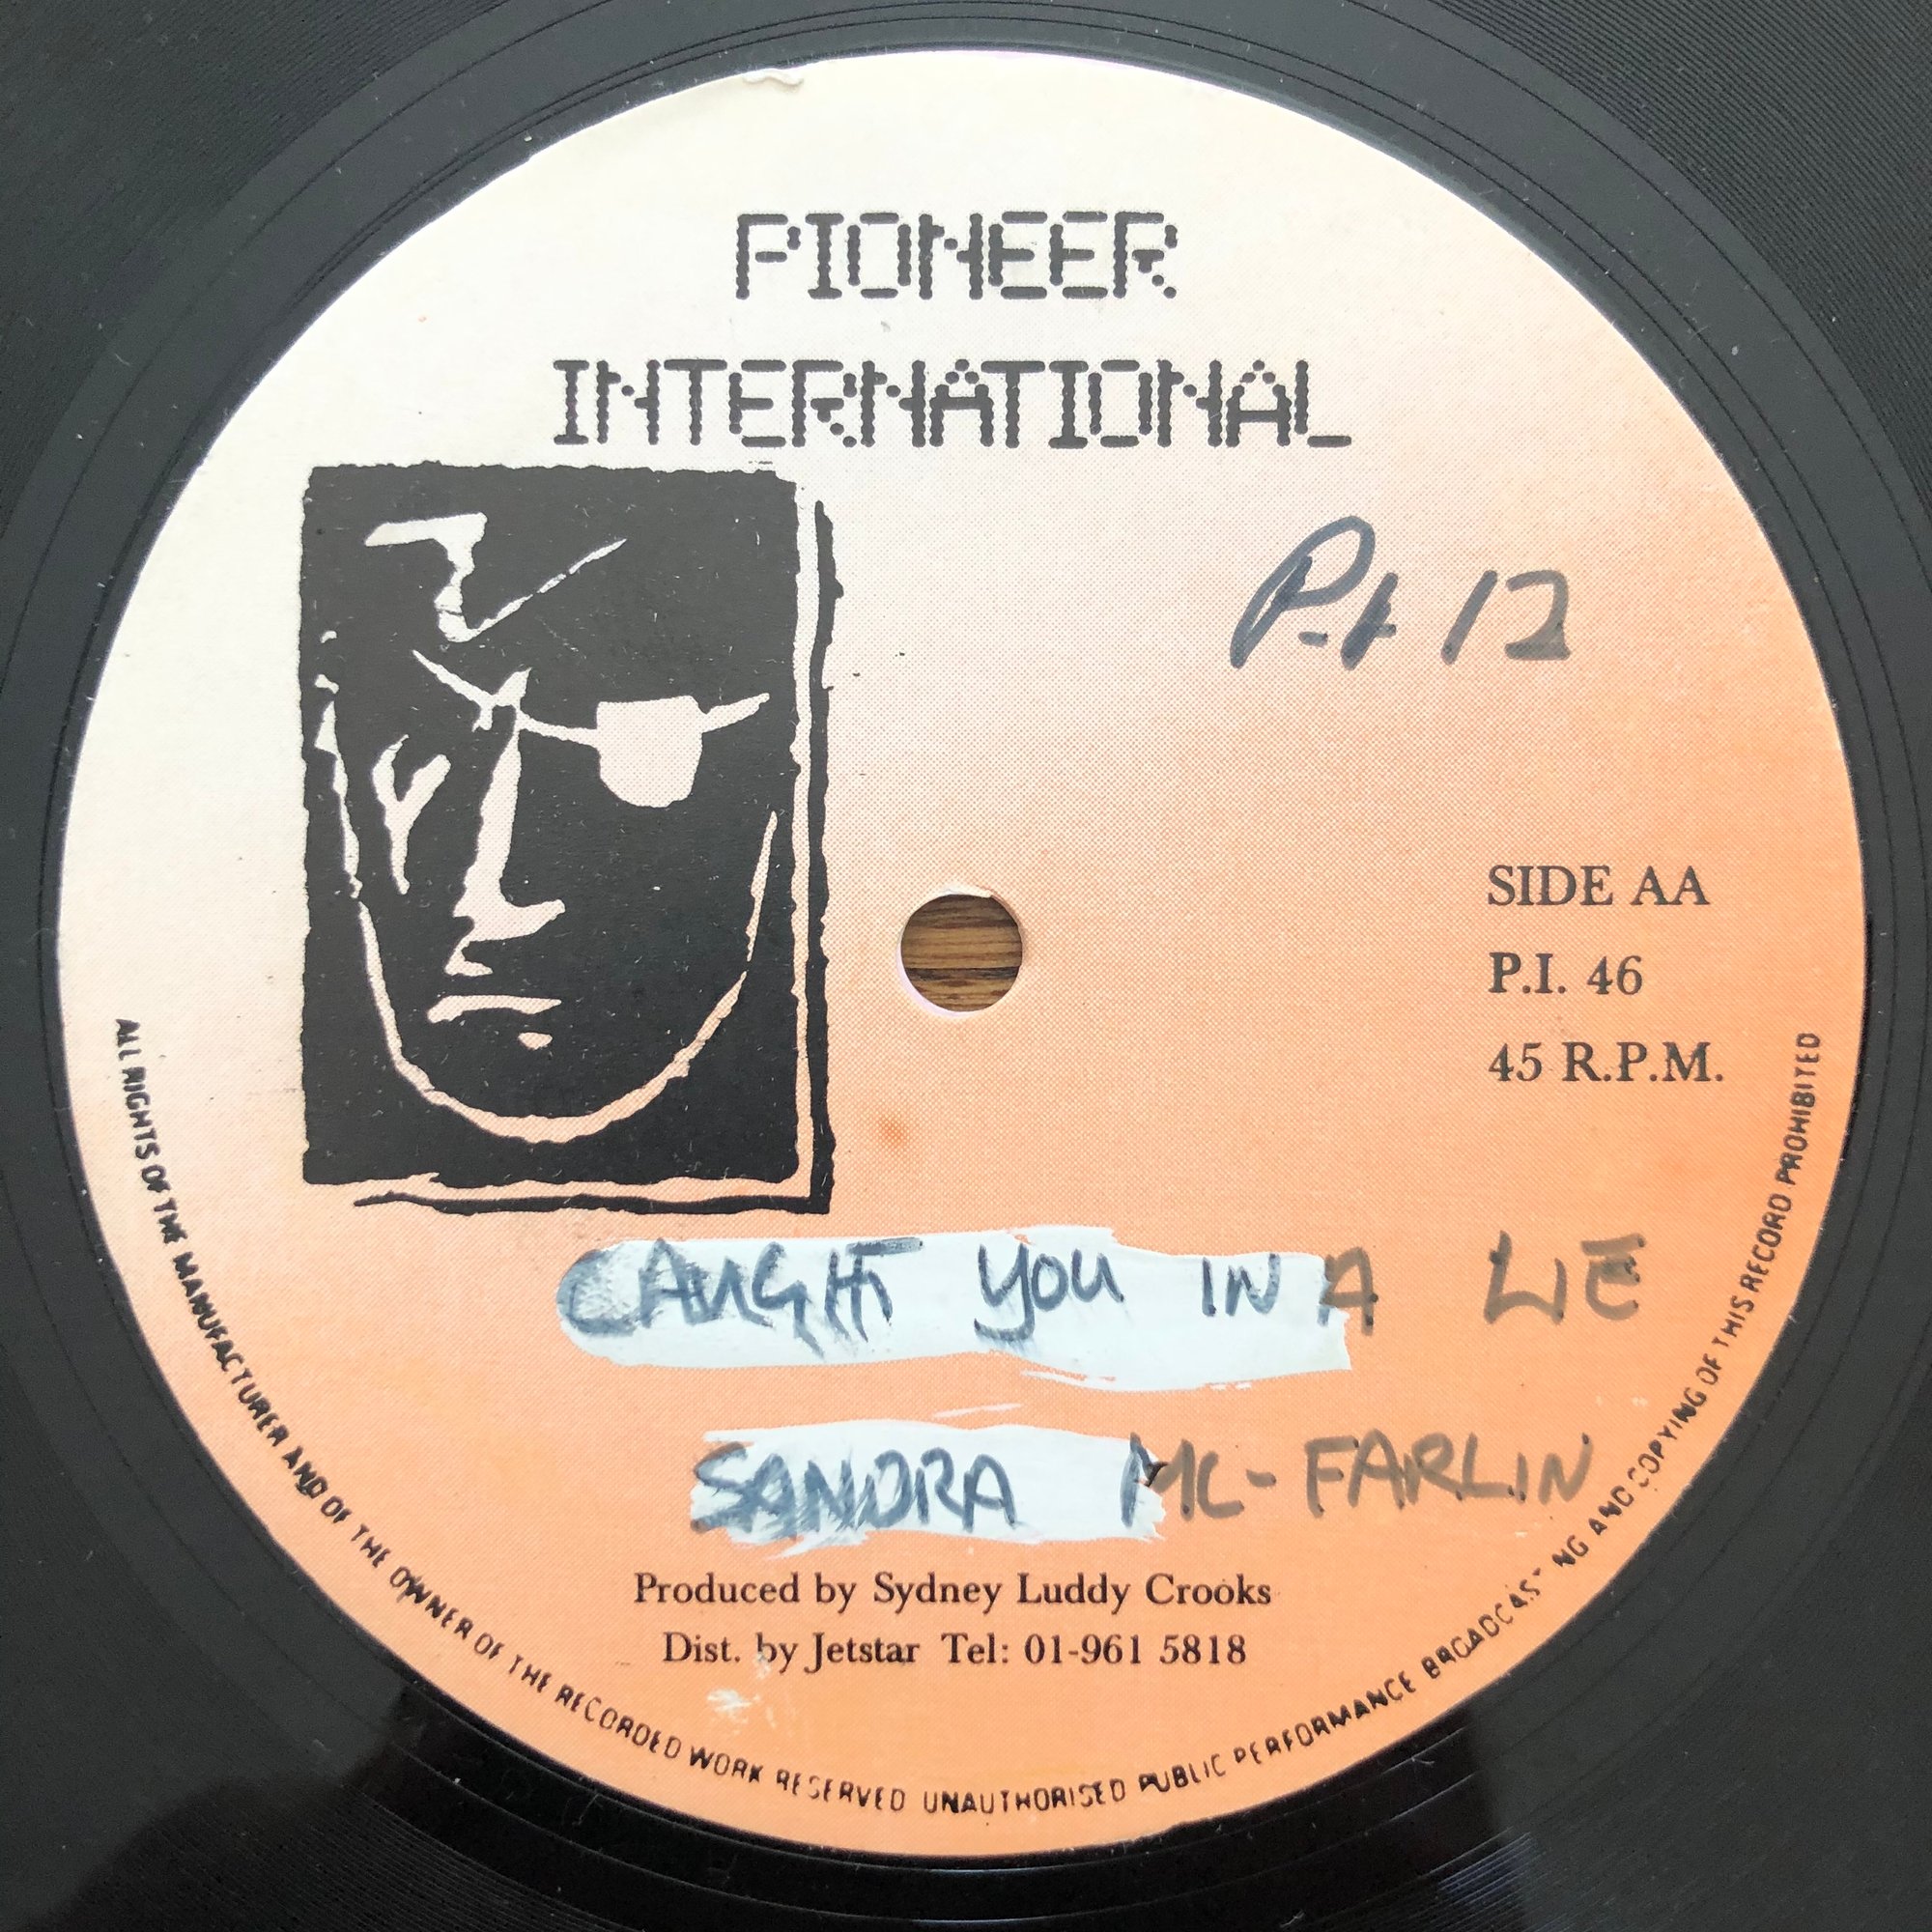 PIONEER
INTERNATIONAL
P.t 12
SIDE AA
P.I. 46
45 R.P.M.
CAUGHT YOU IN A LIE
SANDRA MC-FARLIN
Produced by Sydney Luddy Crooks
Dist. by Jetstar Tel: 01-961 5818
ALL RIGHTS OF THE MANUFACTURER AND OF THE OWNER OF THE RECORDED WORK RESERVED UNAUTHORISED PUBLIC PERFORMANCE BROADCASTING AND COPYING OF THIS RECORD PROHIBITED